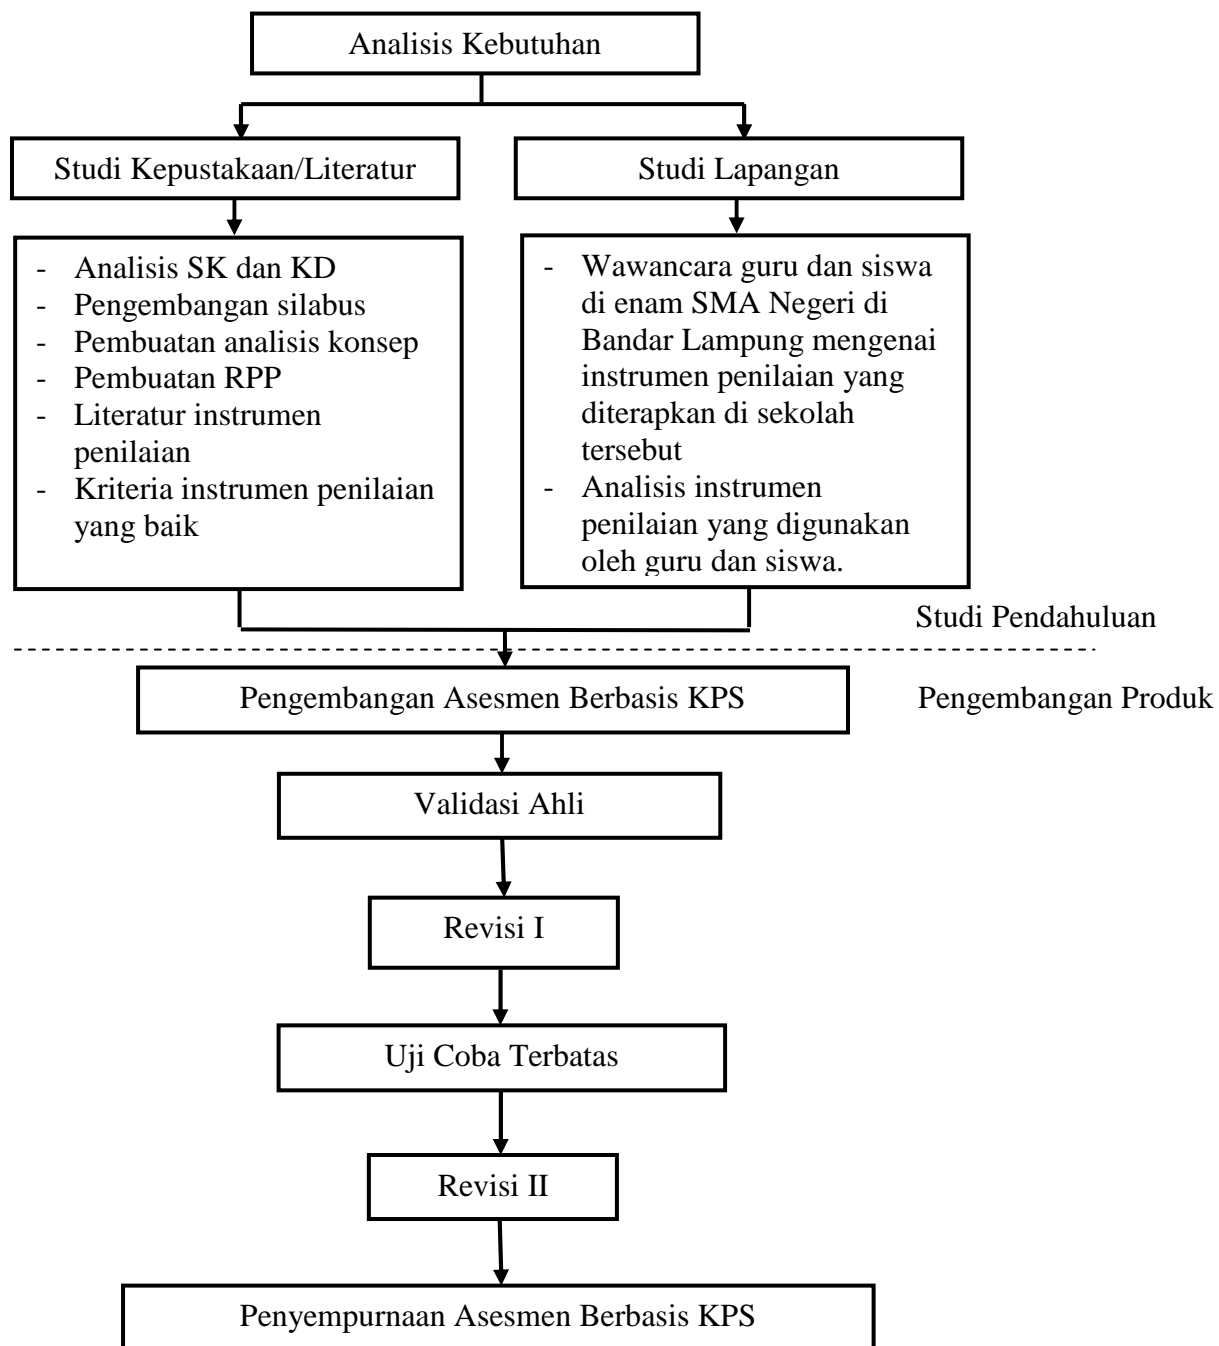 Analisis Kebutuhan
Studi Kepustakaan/Literatur
Studi Lapangan
- Analisis SK dan KD
- Pengembangan silabus
- Pembuatan analisis konsep
- Pembuatan RPP
- Literatur instrumen
penilaian
- Kriteria instrumen penilaian
yang baik
- Wawancara guru dan siswa
di enam SMA Negeri di
Bandar Lampung mengenai
instrumen penilaian yang
diterapkan di sekolah
tersebut
- Analisis instrumen
penilaian yang digunakan
oleh guru dan siswa.
Studi Pendahuluan
Pengembangan Asesmen Berbasis KPS
Pengembangan Produk
Validasi Ahli
Revisi I
Uji Coba Terbatas
Revisi II
Penyempurnaan Asesmen Berbasis KPS